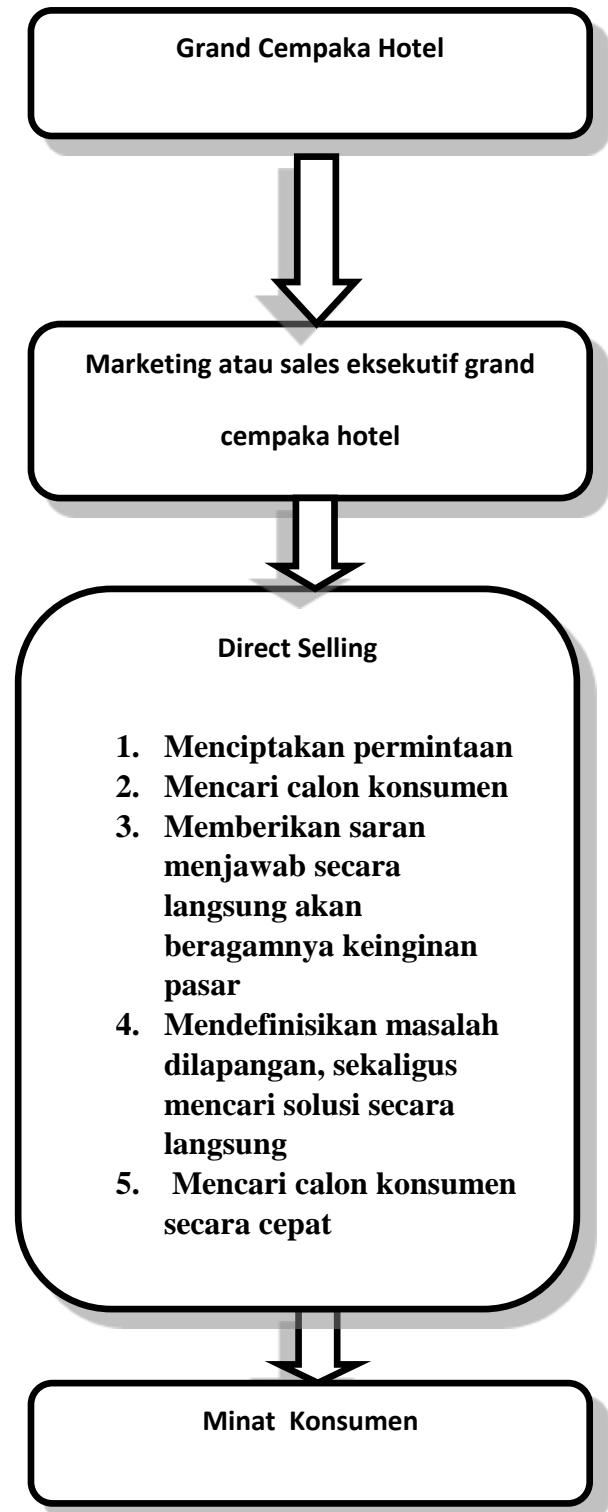 Grand Cempaka Hotel
Marketing atau sales eksekutif grand
cempaka hotel
Direct Selling
1. Menciptakan permintaan
2. Mencari calon konsumen
3. Memberikan saran
menjawab secara
langsung akan
beragamnya keinginan
pasar
4. Mendefinisikan masalah
dilapangan, sekaligus
mencari solusi secara
langsung
5. Mencari calon konsumen
secara cepat
Minat Konsumen